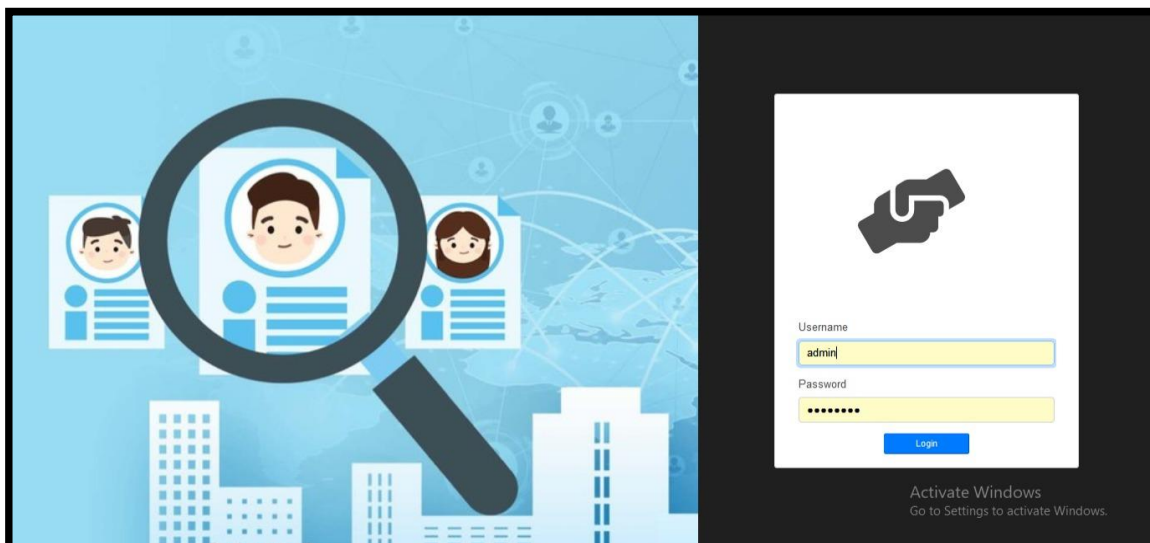 Username
admin
Password
••••••••
Login
Activate Windows
Go to Settings to activate Windows.